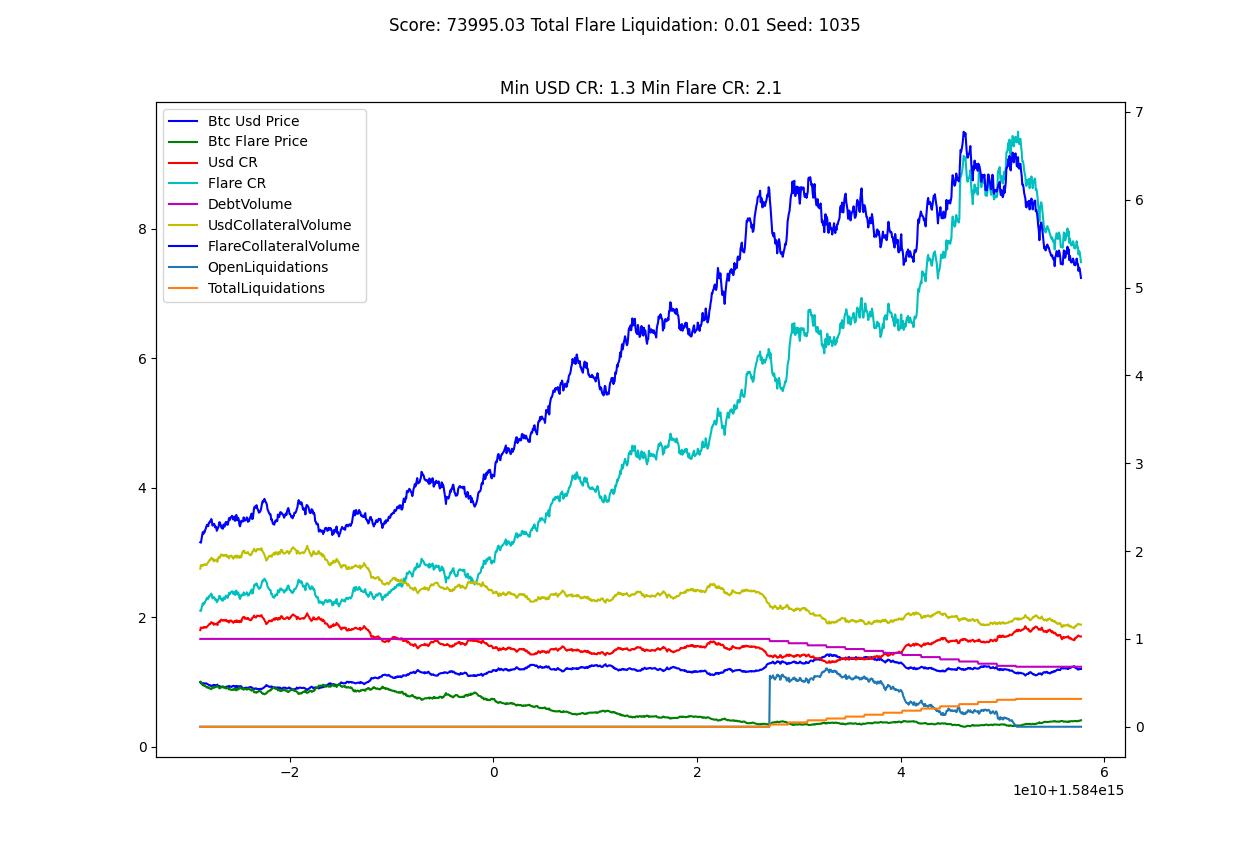 Score: 73995.03 Total Flare Liquidation: 0.01 Seed: 1035
Min USD CR: 1.3 Min Flare CR: 2.1
Btc Usd Price
Btc Flare Price
Usd CR
Flare CR
DebtVolume
UsdCollateralVolume
FlareCollateralVolume
OpenLiquidations
TotalLiquidations
8
6
4
2
0
7
6
5
4
3
2
1
0
−2
0
2
4
6
1e10+1.584e15